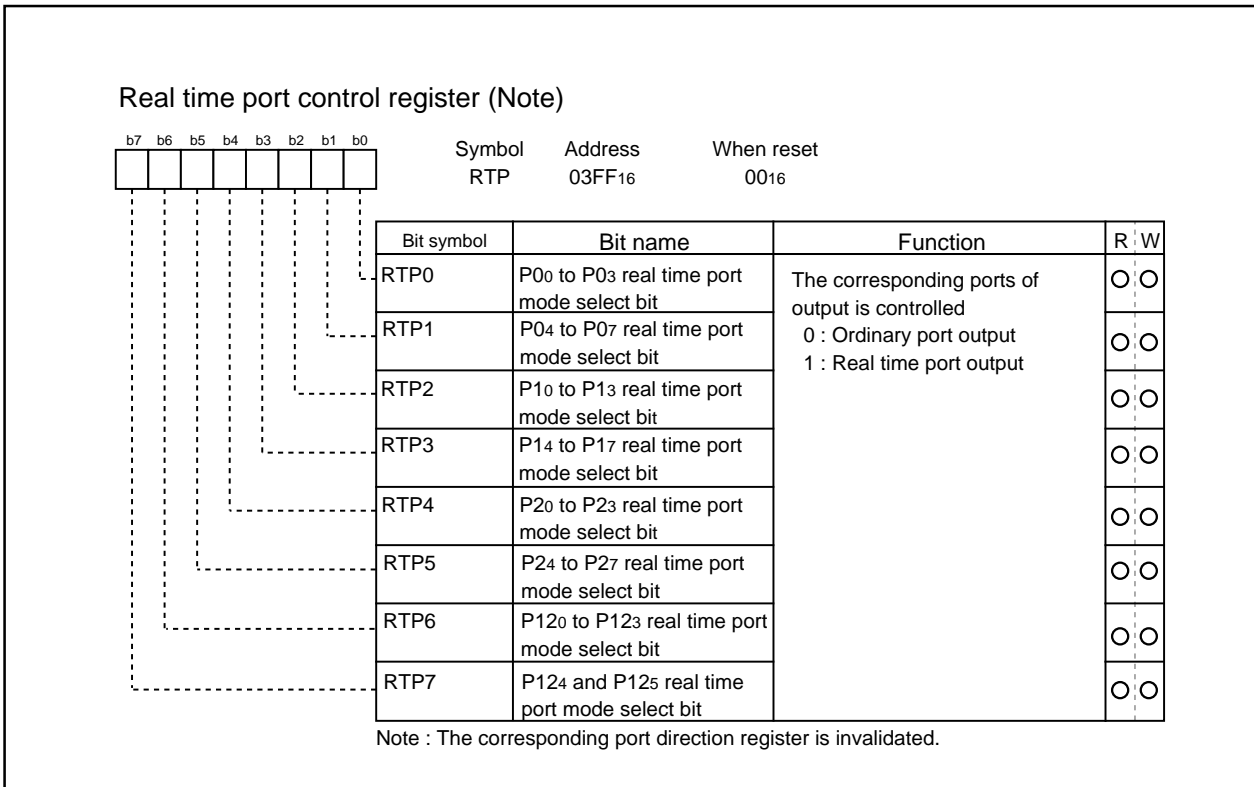 Real time port control register (Note)
b7 b6 b5 b4 b3 b2 b1 b0
Symbol Address When reset
RTP 03FF16 0016
Bit symbol Bit name Function R W
RTP0 P00 to P03 real time port
mode select bit
The corresponding ports of
output is controlled
0 : Ordinary port output
1 : Real time port output
RTP1 P04 to P07 real time port
mode select bit
RTP2 P10 to P13 real time port
mode select bit
RTP3 P14 to P17 real time port
mode select bit
RTP4 P20 to P23 real time port
mode select bit
RTP5 P24 to P27 real time port
mode select bit
RTP6 P120 to P123 real time port
mode select bit
RTP7 P124 and P125 real time
port mode select bit
Note : The corresponding port direction register is invalidated.